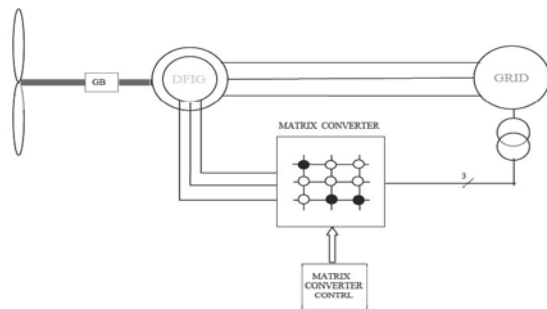 GB
DFIG
GRID
MATRIX CONVERTER
3
MATRIX
CONVERTER
CONTRL